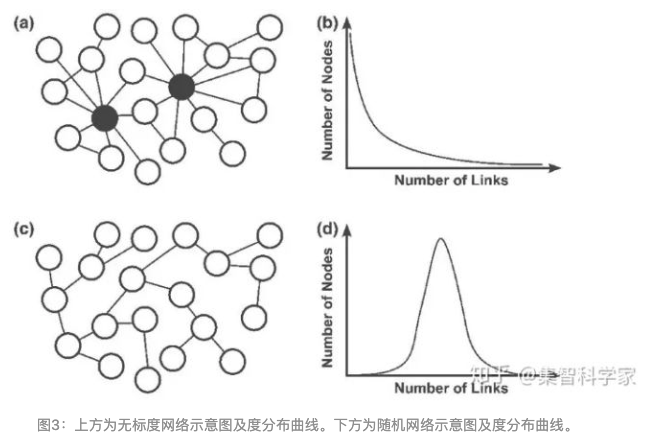 (a)
(b)
Number of Nodes
Number of Links
(c)
(d)
Number of Nodes
Number of Links
知乎 @集智科学家
图3：上方为无标度网络示意图及度分布曲线。下方为随机网络示意图及度分布曲线。